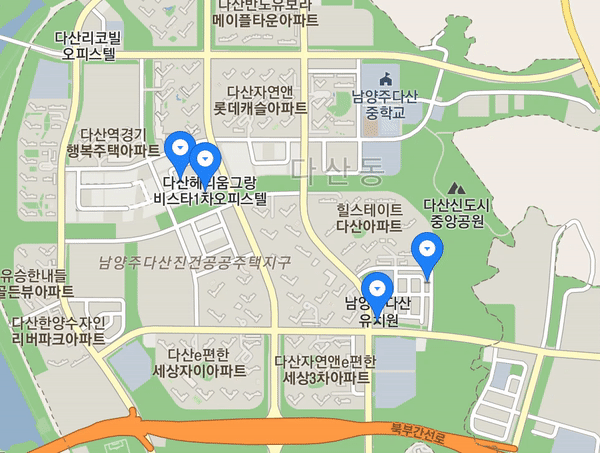 다산반도유보라
메이플타운아파트
다산리코빌
오피스텔
다산자연앤
롯데캐슬아파트
남양주다산
중학교
다산역경기
행복주택아파트
다산동
다산헤리움그랑
비스타1차오피스텔
힐스테이트
다산아파트
다산신도시
중앙공원
남양주다산진건공공주택지구
유승한내들
골든뷰아파트
남양주다산
유치원
다산한양수자인
리버파크아파트
다산e편한
세상자이아파트
다산자연앤e편한
세상3차아파트
북부간선로